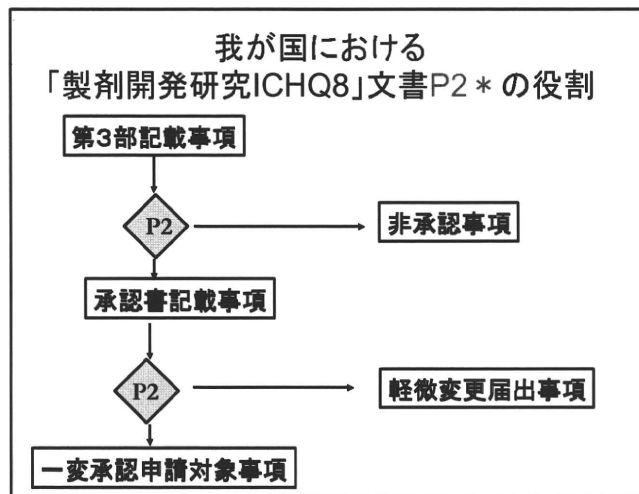 我が国における
「製剤開発研究ICHQ8」文書P2＊の役割
第3部記載事項
P2
非承認事項
承認書記載事項
P2
軽微変更届出事項
一変承認申請対象事項